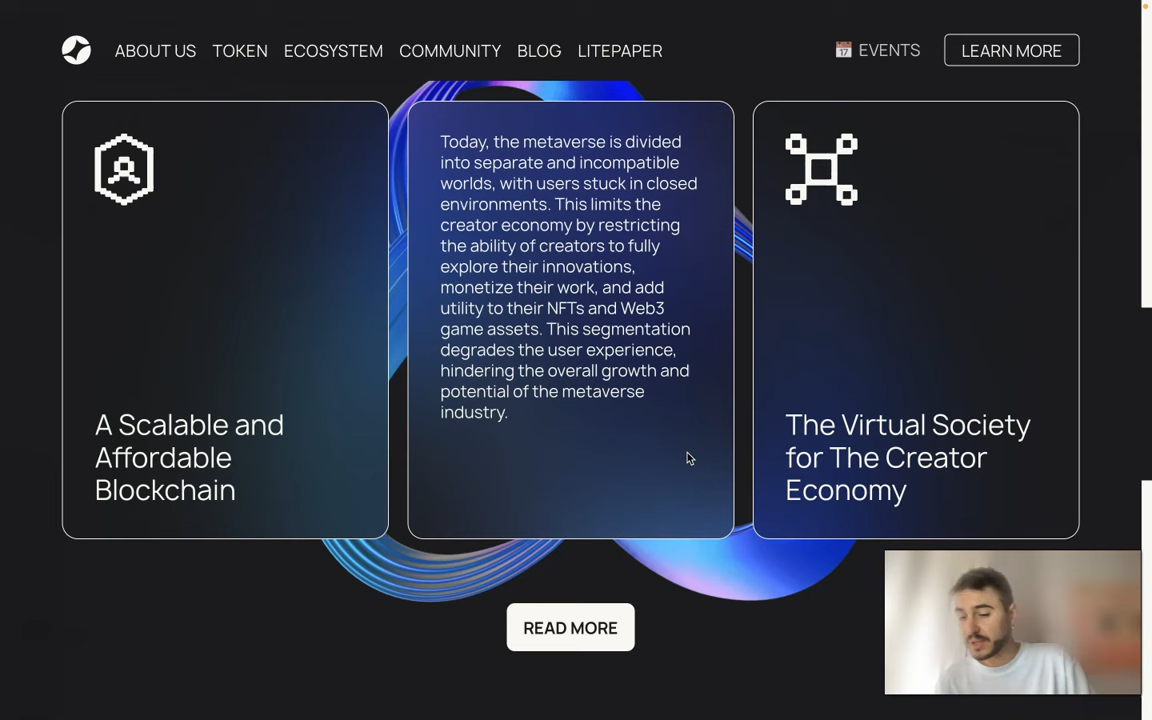 ABOUT US TOKEN ECOSYSTEM COMMUNITY BLOG LITEPAPER 17 EVENTS LEARN MORE
A Scalable and
Affordable
Blockchain
Today, the metaverse is divided
into separate and incompatible
worlds, with users stuck in closed
environments. This limits the
creator economy by restricting
the ability of creators to fully
explore their innovations,
monetize their work, and add
utility to their NFTs and Web3
game assets. This segmentation
degrades the user experience,
hindering the overall growth and
potential of the metaverse
industry.
The Virtual Society
for The Creator
Economy
READ MORE